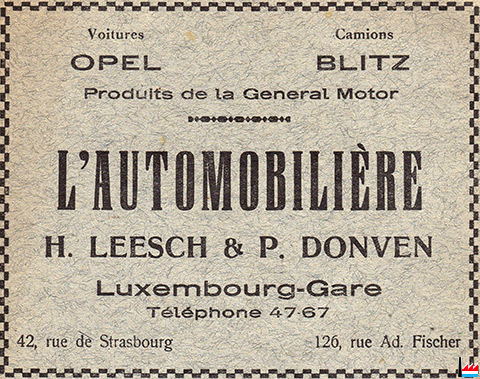 Voitures Camions
OPEL BLITZ
Produits de la General Motor
L'AUTOMOBILIÈRE
H. LEESCH & P. DONVEN
Luxembourg-Gare
Téléphone 47-67
42, rue de Strasbourg 126, rue Ad. Fischer